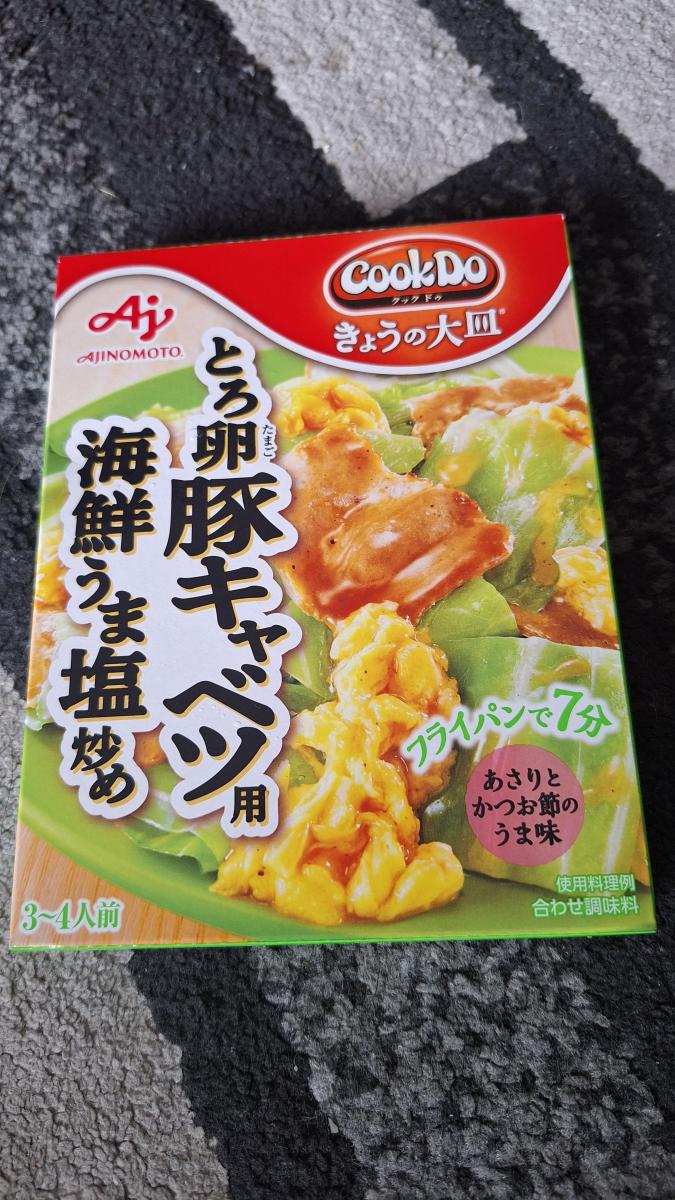 CookDo®
クックドゥ
きょうの大皿®
Aj
AJINOMOTO®
とろ卵
たまご
豚キャベツ用
海鮮うま塩炒め
フライパンで7分
あさりと
かつお節の
うま味
使用料理例
合わせ調味料
3~4人前